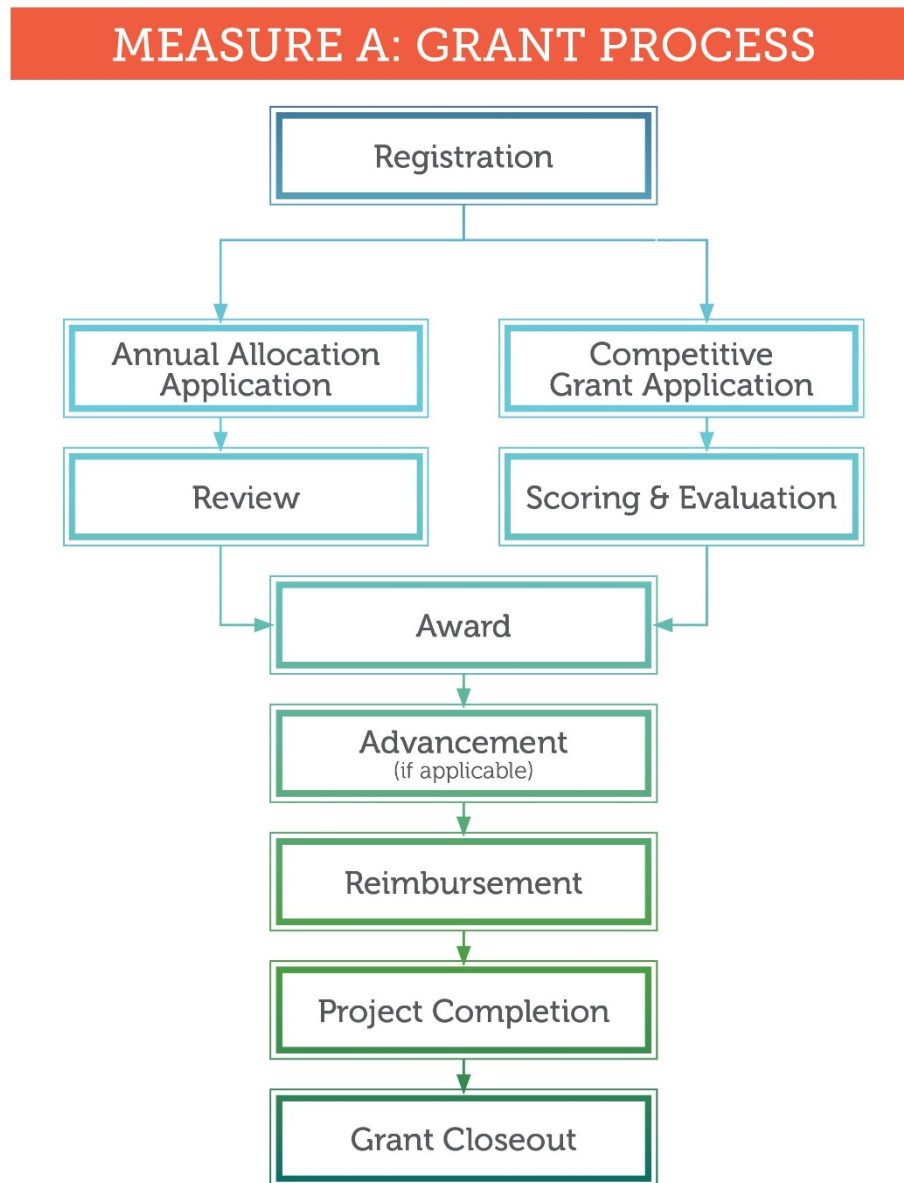 MEASURE A: GRANT PROCESS
Registration
Annual Allocation
Application
Competitive
Grant Application
Review
Scoring & Evaluation
Award
Advancement
(if applicable)
Reimbursement
Project Completion
Grant Closeout